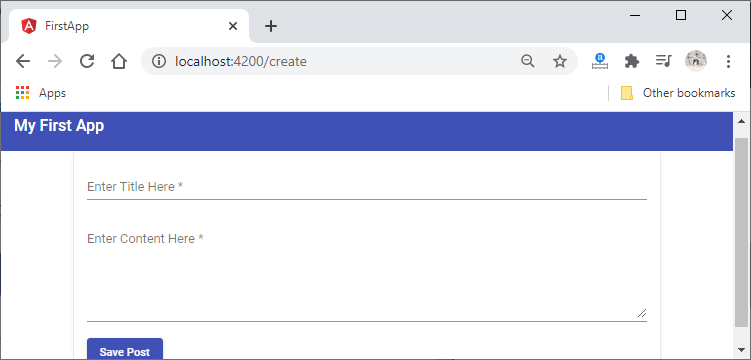 FirstApp
localhost:4200/create
Apps
Other bookmarks
My First App
Enter Title Here *
Enter Content Here *
Save Post